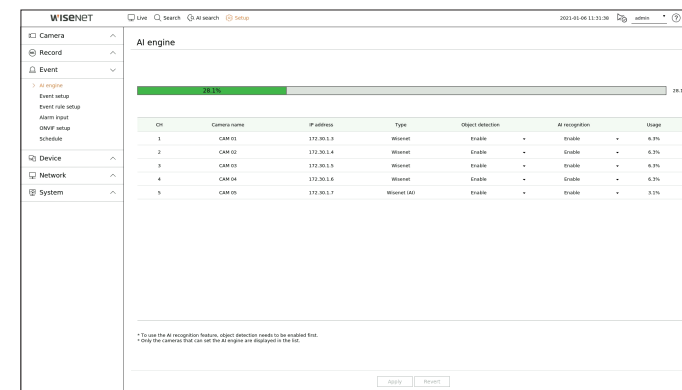 WISENET
Live Search AI search Setup 2021-01-06 11:31:38 admin ?
Camera
Record
Event
AI engine
Event setup
Event rule setup
Alarm input
ONVIF setup
Schedule
Device
Network
System
AI engine
28.1% 28.1
CH Camera name IP address Type Object detection AI recognition Usage
1 CAM 01 172.30.1.3 Wisenet Enable Enable 6.3%
2 CAM 02 172.30.1.4 Wisenet Enable Enable 6.3%
3 CAM 03 172.30.1.5 Wisenet Enable Enable 6.3%
4 CAM 04 172.30.1.6 Wisenet Enable Enable 6.3%
5 CAM 05 172.30.1.7 Wisenet (AI) Enable Enable 3.1%
* To use the AI recognition feature, object detection needs to be enabled first.
* Only the cameras that can set the AI engine are displayed in the list.
Apply Revert